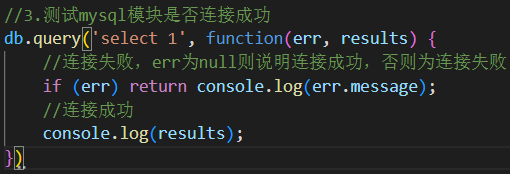 //3.测试mysql模块是否连接成功
db.query('select 1', function(err, results) {
//连接失败，err为null则说明连接成功，否则为连接失败
if (err) return console.log(err.message);
//连接成功
console.log(results);
})